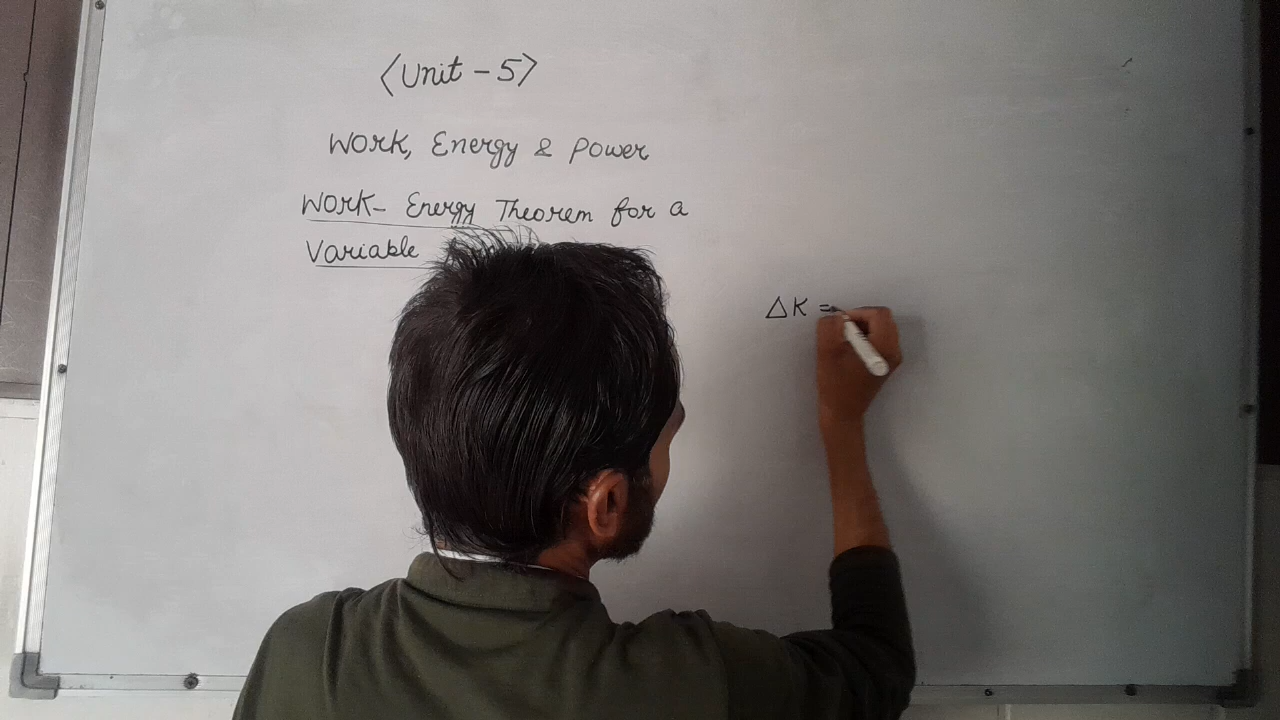 <Unit - 5>
Work, Energy & Power
Work- Energy Theorem for a
Variable
ΔK =